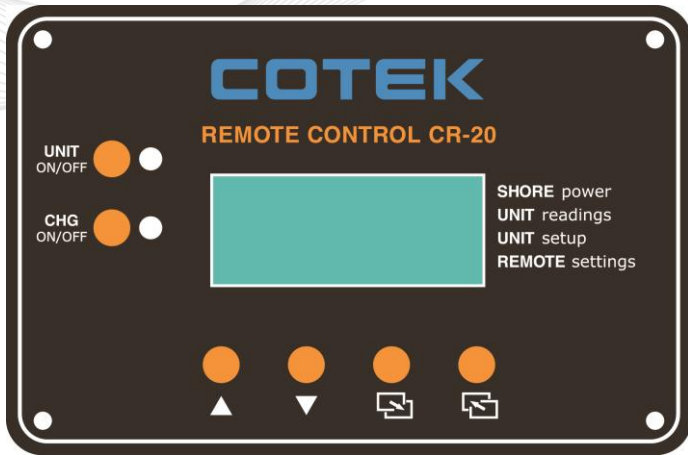 COTEK
REMOTE CONTROL CR-20
UNIT
ON/OFF
CHG
ON/OFF
SHORE power
UNIT readings
UNIT setup
REMOTE settings